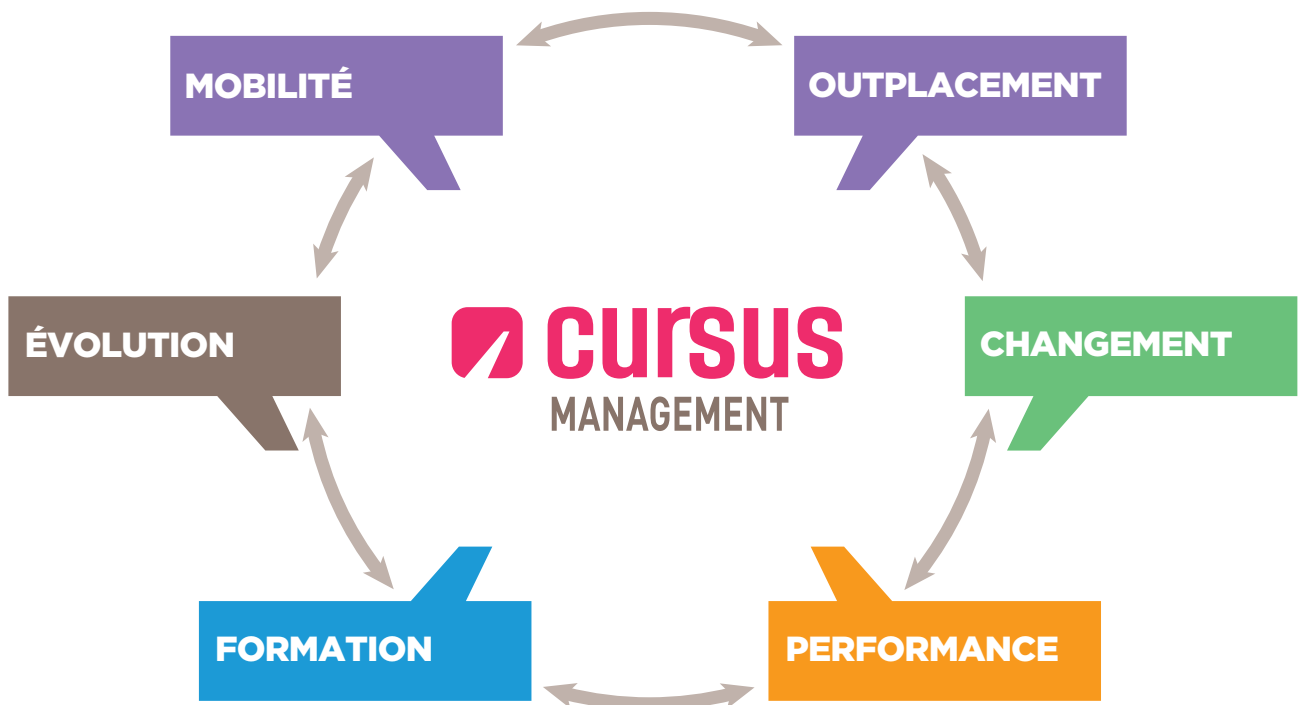 MOBILITÉ
OUTPLACEMENT
ÉVOLUTION
cursus
MANAGEMENT
CHANGEMENT
FORMATION
PERFORMANCE